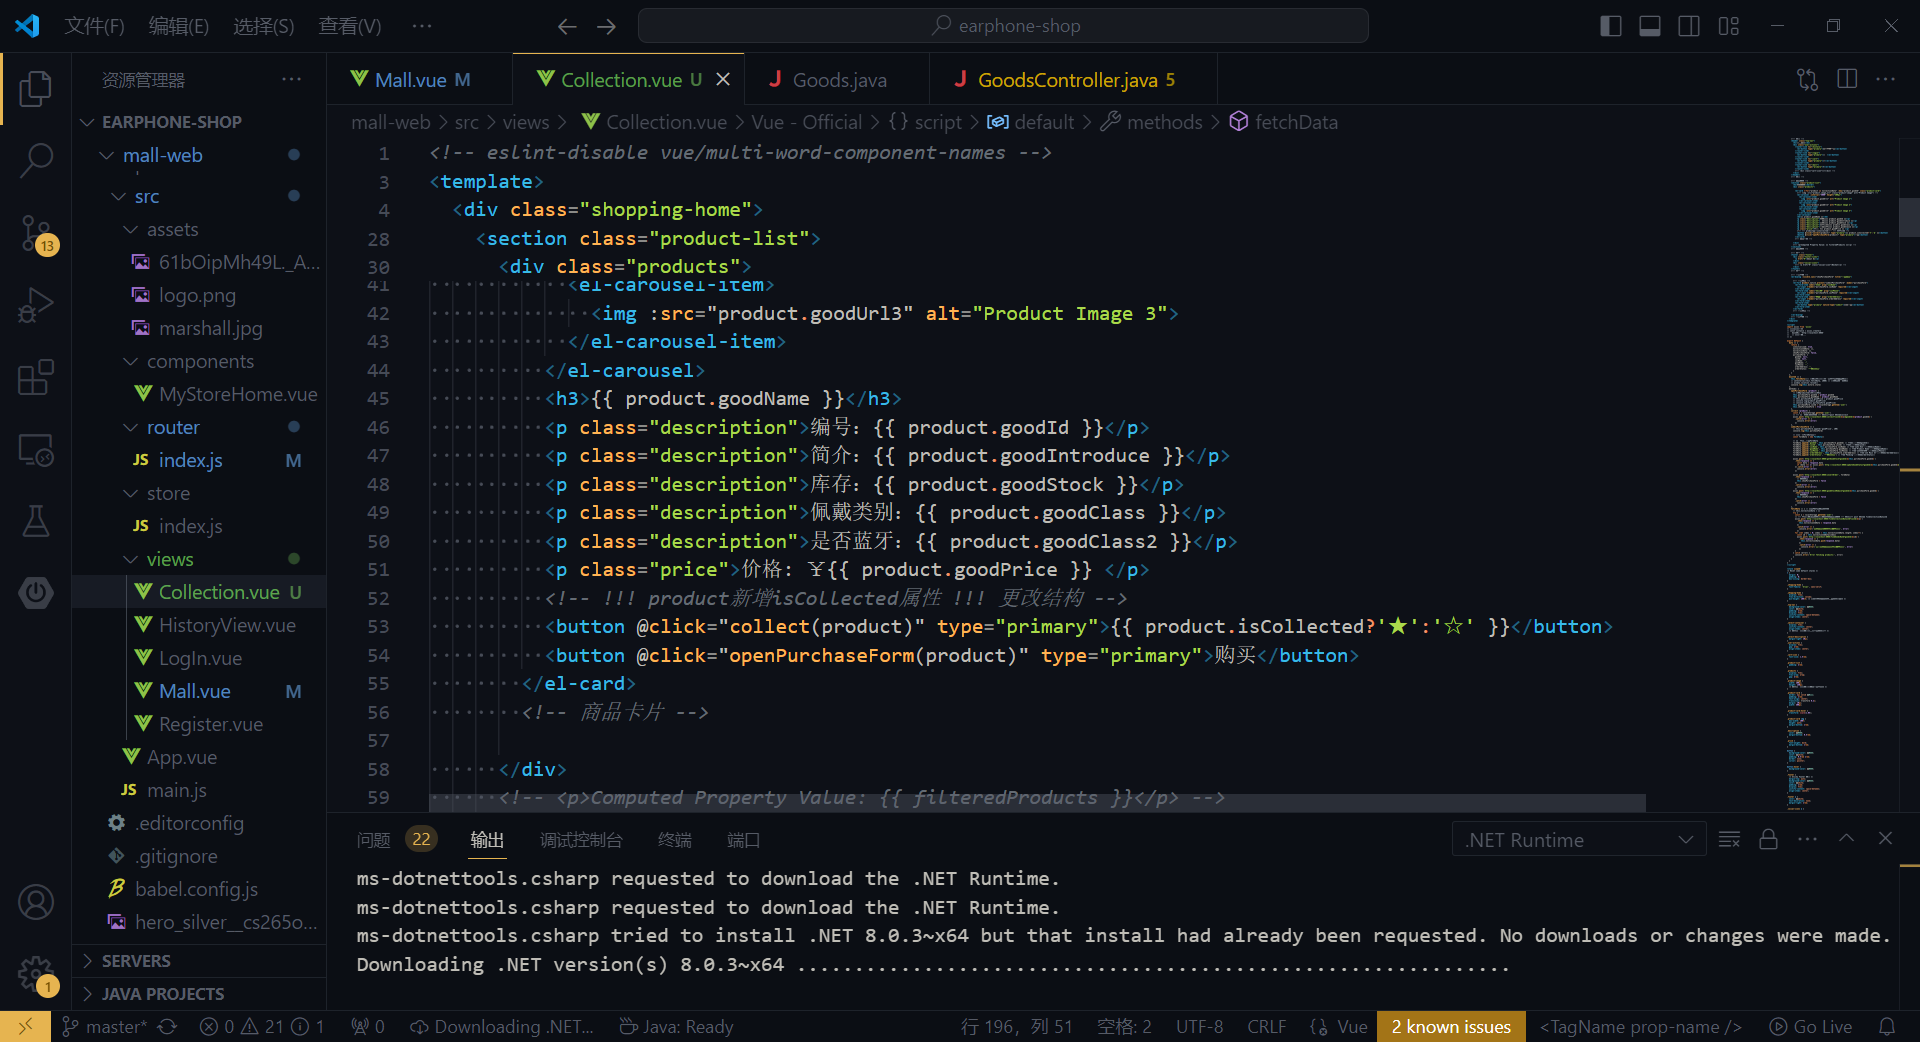 文件(F) 编辑(E) 选择(S) 查看(V) ··· earphone-shop
资源管理器 ···
Mall.vue M Collection.vue U Goods.java GoodsController.java 5
mall-web > src > views > Collection.vue > Vue - Official > {} script > default > methods > fetchData
EARPHONE-SHOP
mall-web
src
assets
61bOipMh49L._A...
logo.png
marshall.jpg
components
MyStoreHome.vue
router
JS index.js M
store
JS index.js
views
Collection.vue U
HistoryView.vue
LogIn.vue
Mall.vue M
Register.vue
App.vue
JS main.js
.editorconfig
.gitignore
babel.config.js
hero_silver__cs265o...
SERVERS
JAVA PROJECTS
13
1
1 <!-- eslint-disable vue/multi-word-component-names -->
3 <template>
4 <div class="shopping-home">
28 <section class="product-list">
30 <div class="products">
41 <el-carousel-item>
42 <img :src="product.goodUrl3" alt="Product Image 3">
43 </el-carousel-item>
44 </el-carousel>
45 <h3>{{ product.goodName }}</h3>
46 <p class="description">编号：{{ product.goodId }}</p>
47 <p class="description">简介：{{ product.goodIntroduce }}</p>
48 <p class="description">库存：{{ product.goodStock }}</p>
49 <p class="description">佩戴类别：{{ product.goodClass }}</p>
50 <p class="description">是否蓝牙：{{ product.goodClass2 }}</p>
51 <p class="price">价格：￥{{ product.goodPrice }} </p>
52 <!-- !!! product新增isCollected属性 !!! 更改结构 -->
53 <button @click="collect(product)" type="primary">{{ product.isCollected?'★':'☆' }}</button>
54 <button @click="openPurchaseForm(product)" type="primary">购买</button>
55 </el-card>
56 <!-- 商品卡片 -->
57
58 </div>
59 <!-- <p>Computed Property Value: {{ filteredProducts }}</p> -->
问题 22 输出 调试控制台 终端 端口 .NET Runtime ···
ms-dotnettools.csharp requested to download the .NET Runtime.
ms-dotnettools.csharp requested to download the .NET Runtime.
ms-dotnettools.csharp tried to install .NET 8.0.3~x64 but that install had already been requested. No downloads or changes were made.
Downloading .NET version(s) 8.0.3~x64 ..............................................................
master* 0 21 1 0 Downloading .NET... Java: Ready 行 196，列 51 空格: 2 UTF-8 CRLF Vue 2 known issues <TagName prop-name /> Go Live